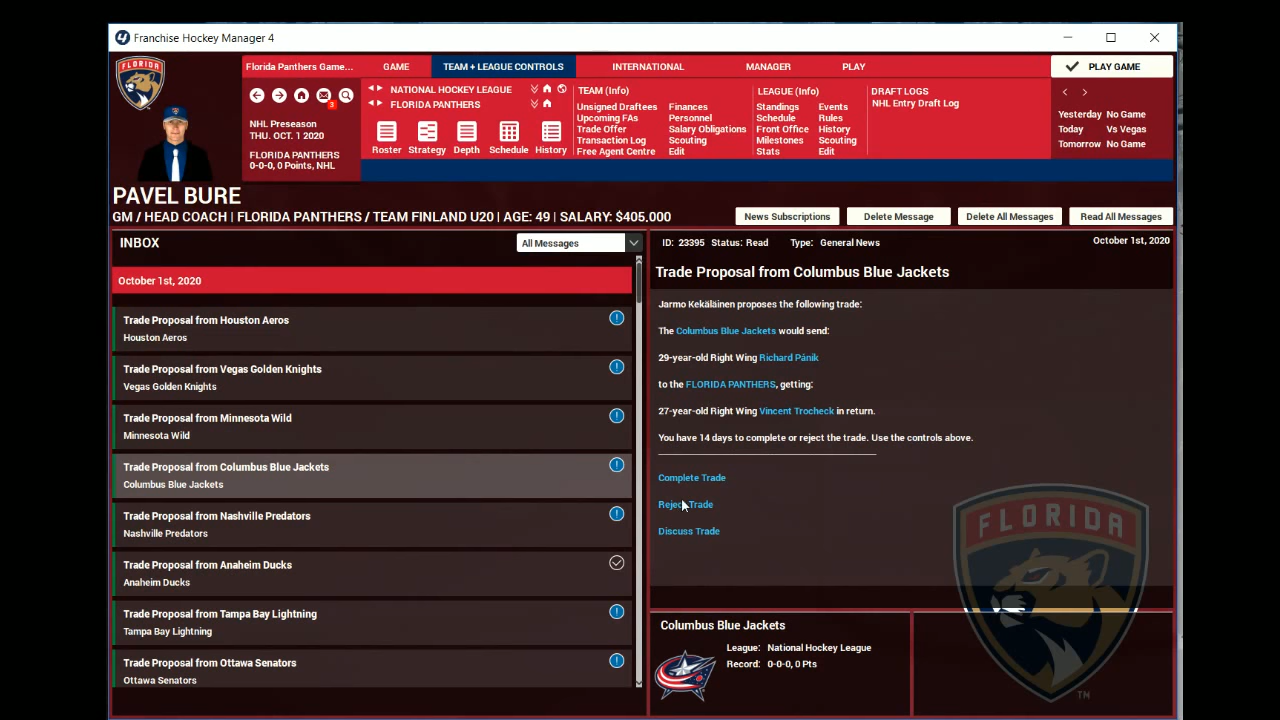 Franchise Hockey Manager 4
FLORIDA
Florida Panthers Game...
GAME
TEAM + LEAGUE CONTROLS
INTERNATIONAL
MANAGER
PLAY
PLAY GAME
3
NHL Preseason
THU. OCT. 1 2020
FLORIDA PANTHERS
0-0-0, 0 Points, NHL
NATIONAL HOCKEY LEAGUE
FLORIDA PANTHERS
Roster
Strategy
Depth
Schedule
History
TEAM (Info)
Unsigned Draftees
Finances
Upcoming FAs
Personnel
Trade Offer
Salary Obligations
Transaction Log
Scouting
Free Agent Centre
Edit
LEAGUE (Info)
Standings
Events
Schedule
Rules
Front Office
History
Milestones
Scouting
Stats
Edit
DRAFT LOGS
NHL Entry Draft Log
Yesterday No Game
Today Vs Vegas
Tomorrow No Game
PAVEL BURE
GM / HEAD COACH | FLORIDA PANTHERS / TEAM FINLAND U20 | AGE: 49 | SALARY: $405.000
News Subscriptions
Delete Message
Delete All Messages
Read All Messages
INBOX
All Messages
October 1st, 2020
Trade Proposal from Houston Aeros
Houston Aeros
Trade Proposal from Vegas Golden Knights
Vegas Golden Knights
Trade Proposal from Minnesota Wild
Minnesota Wild
Trade Proposal from Columbus Blue Jackets
Columbus Blue Jackets
Trade Proposal from Nashville Predators
Nashville Predators
Trade Proposal from Anaheim Ducks
Anaheim Ducks
Trade Proposal from Tampa Bay Lightning
Tampa Bay Lightning
Trade Proposal from Ottawa Senators
Ottawa Senators
ID: 23395 Status: Read Type: General News
October 1st, 2020
Trade Proposal from Columbus Blue Jackets
Jarmo Kekäläinen proposes the following trade:
The Columbus Blue Jackets would send:
29-year-old Right Wing Richard Pánik
to the FLORIDA PANTHERS, getting:
27-year-old Right Wing Vincent Trocheck in return.
You have 14 days to complete or reject the trade. Use the controls above.
Complete Trade
Reject Trade
Discuss Trade
FLORIDA
TM
Columbus Blue Jackets
League: National Hockey League
Record: 0-0-0, 0 Pts